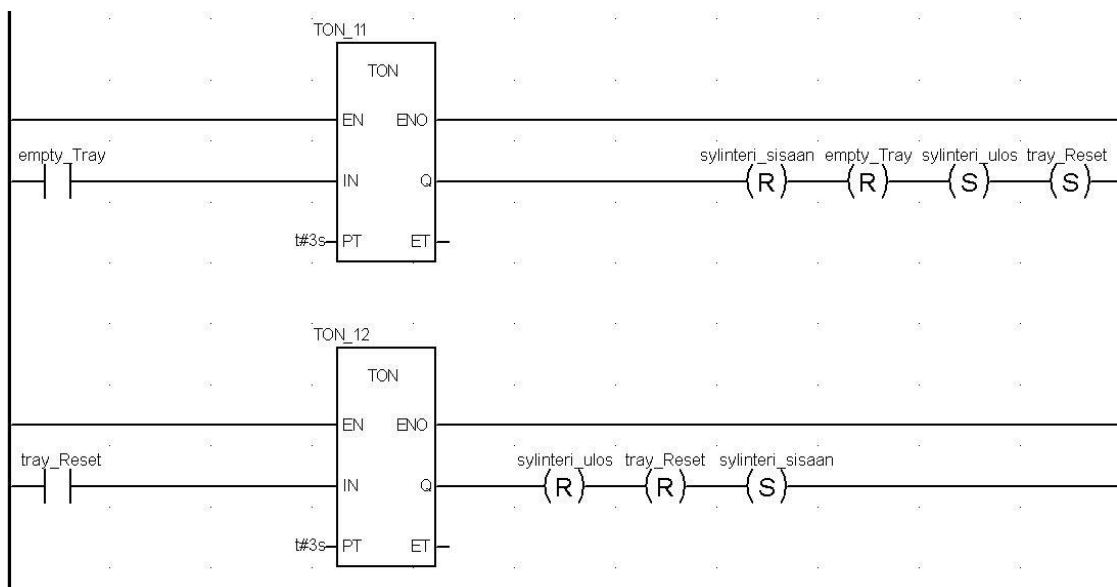 TON_11
TON
EN ENO
empty_Tray sylinteri_sisaan empty_Tray sylinteri_ulos tray_Reset
IN Q R R S S
t#3s PT ET
TON_12
TON
EN ENO
tray_Reset sylinteri_ulos tray_Reset sylinteri_sisaan
IN Q R R S
t#3s PT ET